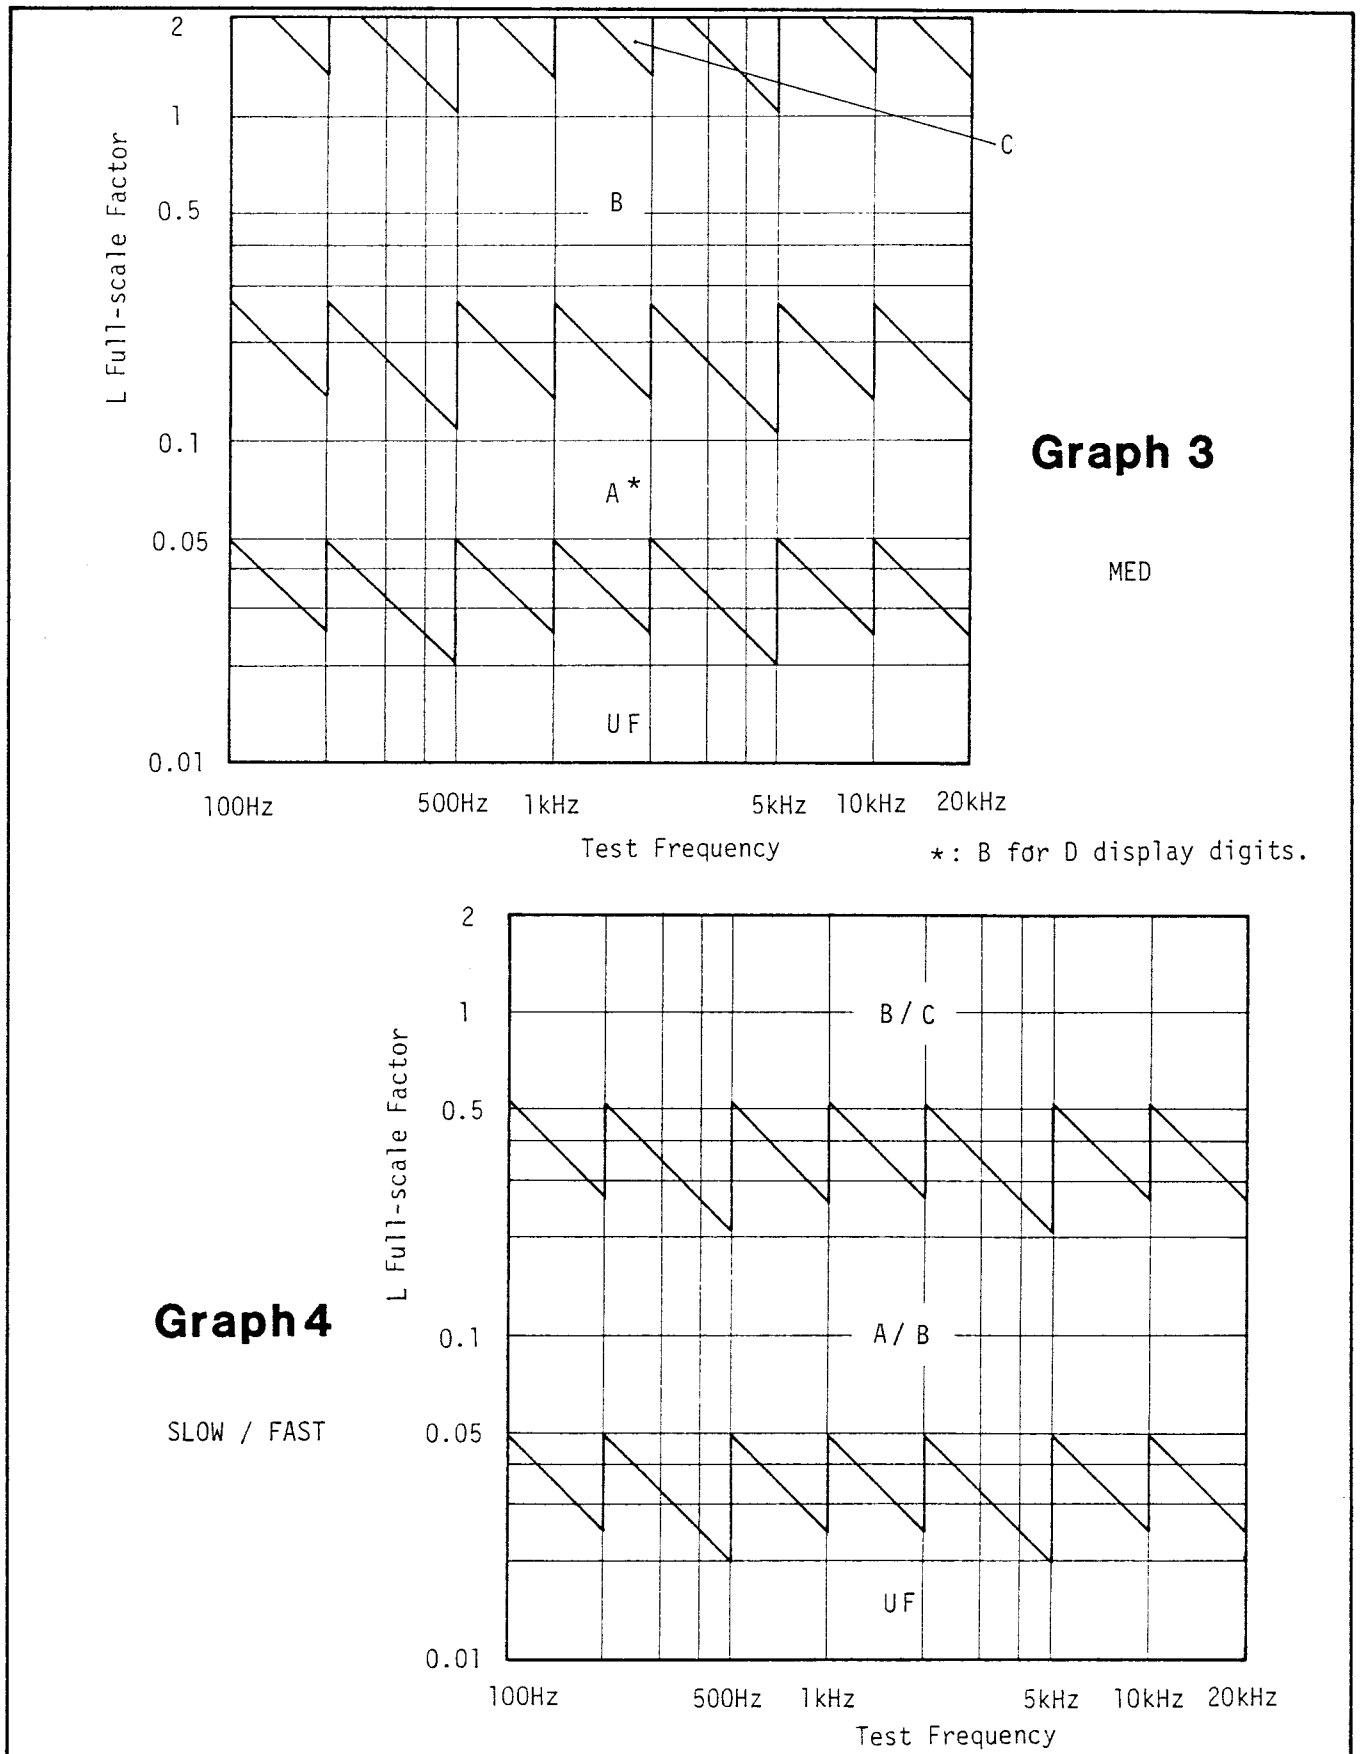 2
1
C
B
0.5
L Full-scale Factor
0.1
Graph 3
A*
0.05
MED
UF
0.01
100Hz 500Hz 1kHz 5kHz 10kHz 20kHz
Test Frequency
*: B for D display digits.
2
1
B / C
0.5
L Full-scale Factor
Graph 4
0.1
A / B
SLOW / FAST
0.05
UF
0.01
100Hz 500Hz 1kHz 5kHz 10kHz 20kHz
Test Frequency